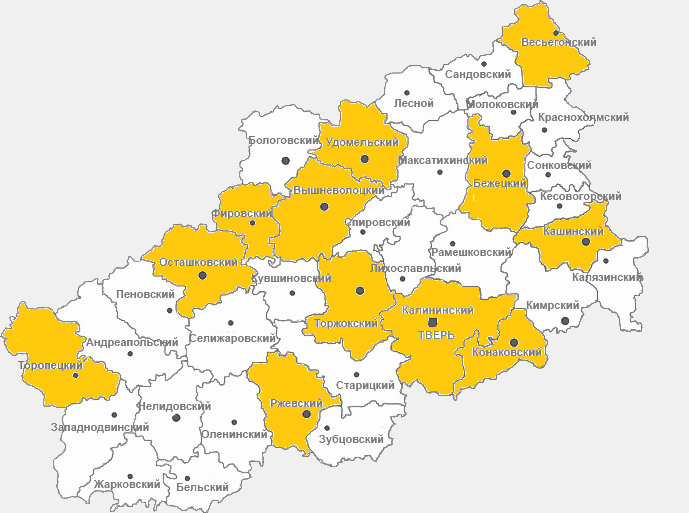 Весьегонский
Сандовский
Лесной
Молоковский
Краснохолмский
Бологовский
Удомельский
Максатихинский
Сонковский
Бежецкий
Вышневолоцкий
Кесовогорский
Фировский
Спировский
Кашинский
Рамешковский
Осташковский
Лихославльский
Кувшиновский
Калязинский
Пеновский
Кимрский
Калининский
Торжокский
ТВЕРЬ
Селижаровский
Андреапольский
Конаковский
Торопецкий
Старицкий
Ржевский
Нелидовский
Западнодвинский
Оленинский
Зубцовский
Жарковский
Бельский